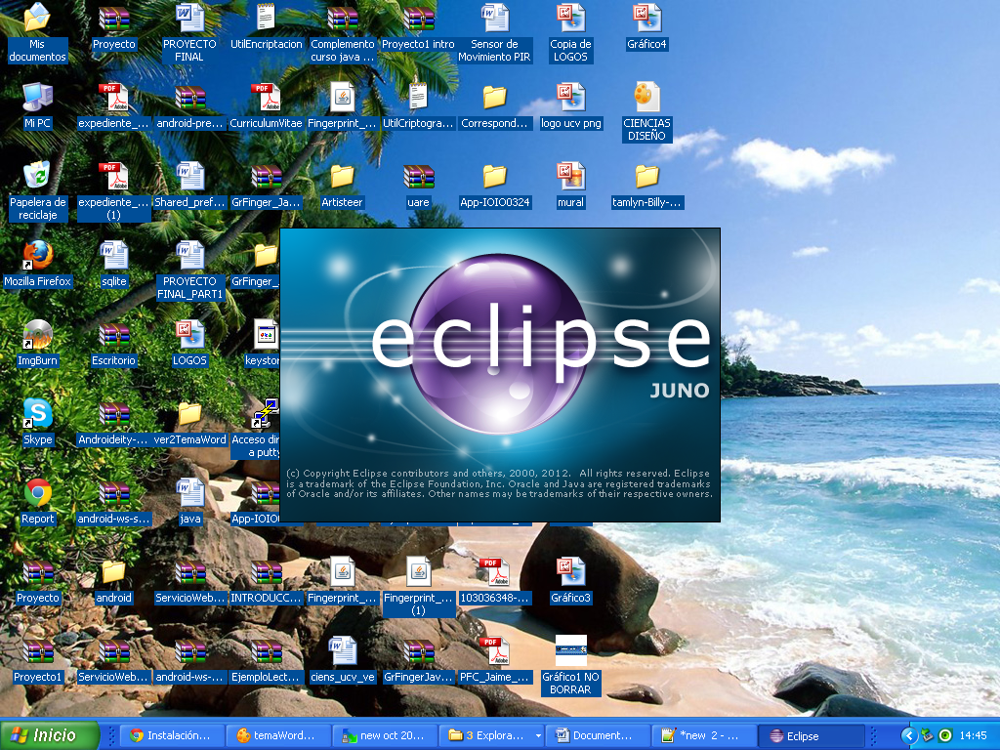 Mis
documentos
Proyecto
PROYECTO
FINAL
UtilEncriptacion
Complemento
curso java ...
Proyecto1 intro
Sensor de
Movimiento PIR
Copia de
LOGOS
Gráfico4
Mi PC
expediente_...
android-pre...
CurriculumVitae
Fingerprint_...
UtilCriptogra...
Correspond...
logo ucv png
CIENCIAS
DISEÑO
Papelera de
reciclaje
expediente_...
(1)
Shared_pref...
GrFinger_Ja...
Artisteer
uare
App-IOIO0324
mural
tamlyn-Billy-...
Mozilla Firefox
sqlite
PROYECTO
FINAL_PART1
GrFinger_
ImgBurn
Escritorio
LOGOS
keystor
Skype
Androideity-...
ver2TemaWord
Acceso dir
a putty
Report
android-ws-s...
java
App-IOIO
eclipse
JUNO
(c) Copyright Eclipse contributors and others, 2000, 2012.  All rights reserved. Eclipse
is a trademark of the Eclipse Foundation, Inc. Oracle and Java are registered trademarks
of Oracle and/or its affiliates. Other names may be trademarks of their respective owners.
Proyecto
android
ServicioWeb...
INTRODUCC...
Fingerprint_...
Fingerprint_...
(1)
103036348-...
Gráfico3
Proyecto1
ServicioWeb...
android-ws-...
EjemploLect...
ciens_ucv_ve
GrFingerJav...
PFC_Jaime_...
Gráfico1 NO
BORRAR
Inicio
Instalación...
temaWord...
new oct 20...
3 Explora...
Document...
*new  2 - ...
Eclipse
14:45